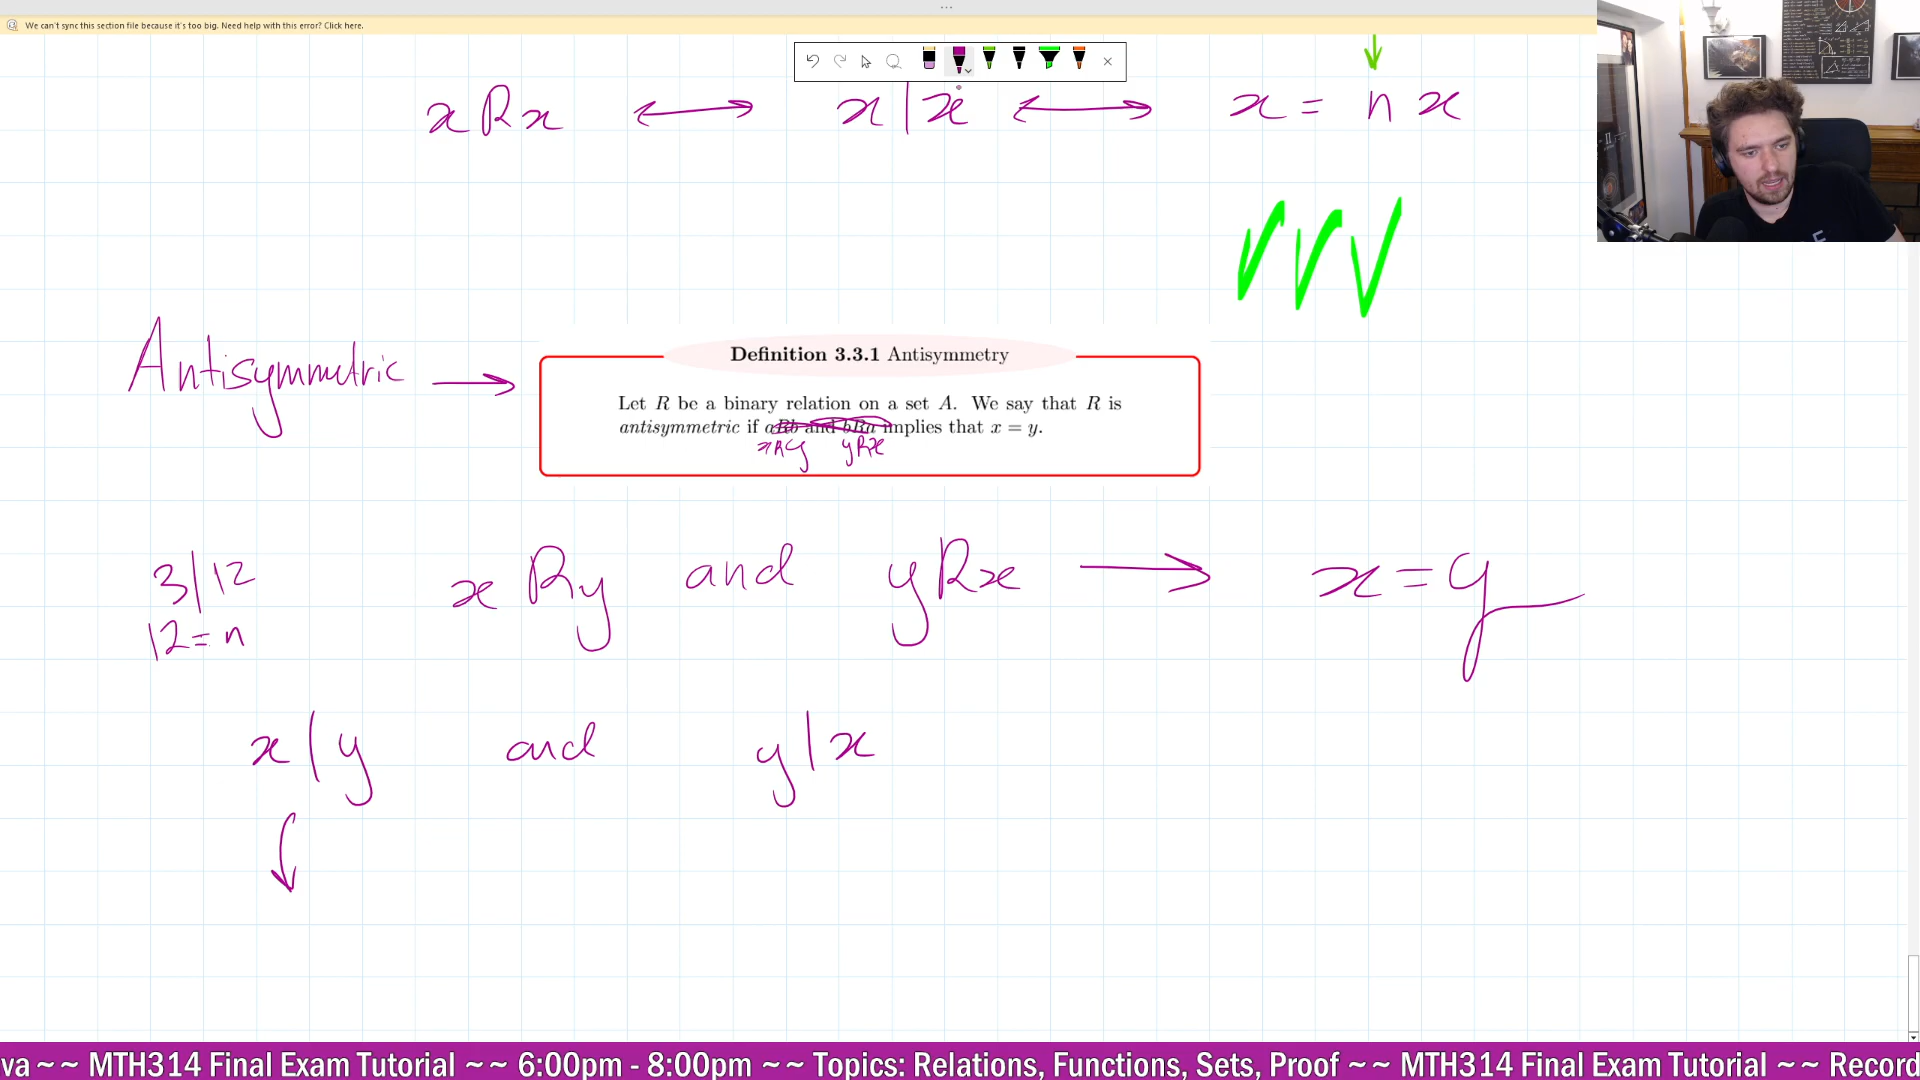 We can't sync this section file because it's too big. Need help with this error? Click here.
xRx ⟷ x|x ⟷ x = nx
Antisymmetric → Definition 3.3.1 Antisymmetry
Let R be a binary relation on a set A. We say that R is
antisymmetric if aRb and bRa implies that x = y.
xRy yRx
3|12 xRy and yRx → x=y
12=n
x|y and y|x
va ~~ MTH314 Final Exam Tutorial ~~ 6:00pm - 8:00pm ~~ Topics: Relations, Functions, Sets, Proof ~~ MTH314 Final Exam Tutorial ~~ Record